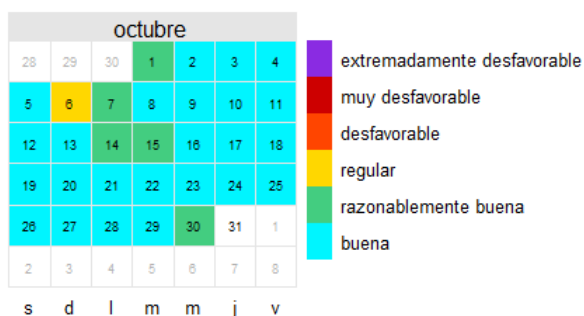 octubre
28 29 30 1 2 3 4
5 6 7 8 9 10 11
12 13 14 15 16 17 18
19 20 21 22 23 24 25
26 27 28 29 30 31 1
2 3 4 5 6 7 8
s d l m m j v
extremadamente desfavorable
muy desfavorable
desfavorable
regular
razonablemente buena
buena